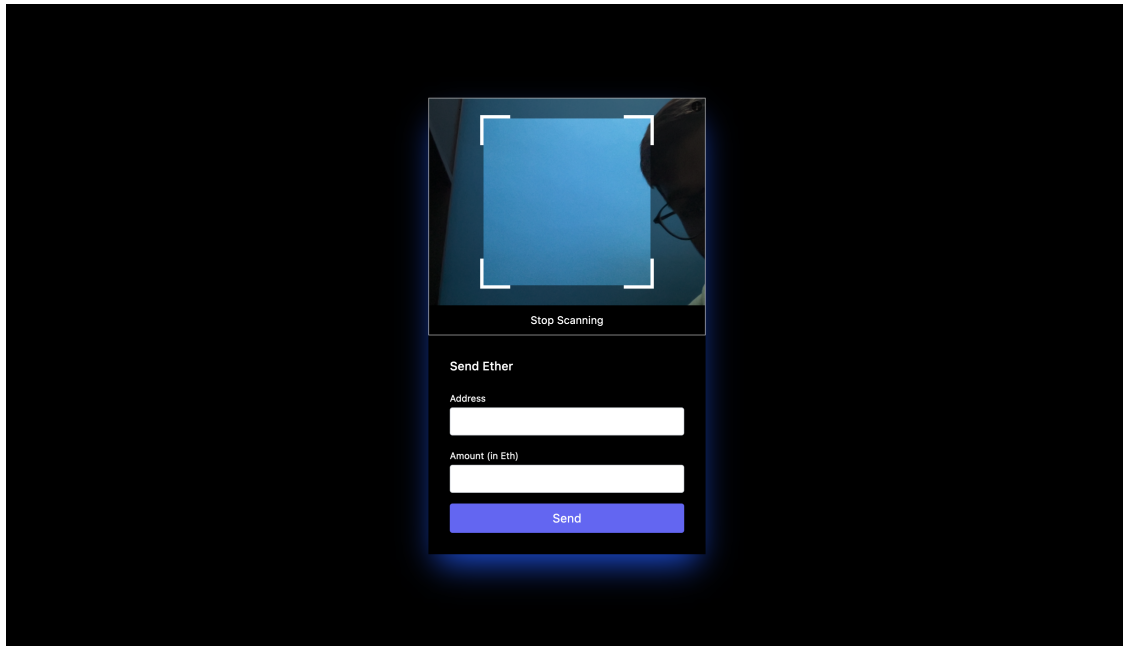 Stop Scanning
Send Ether
Address
Amount (in Eth)
Send